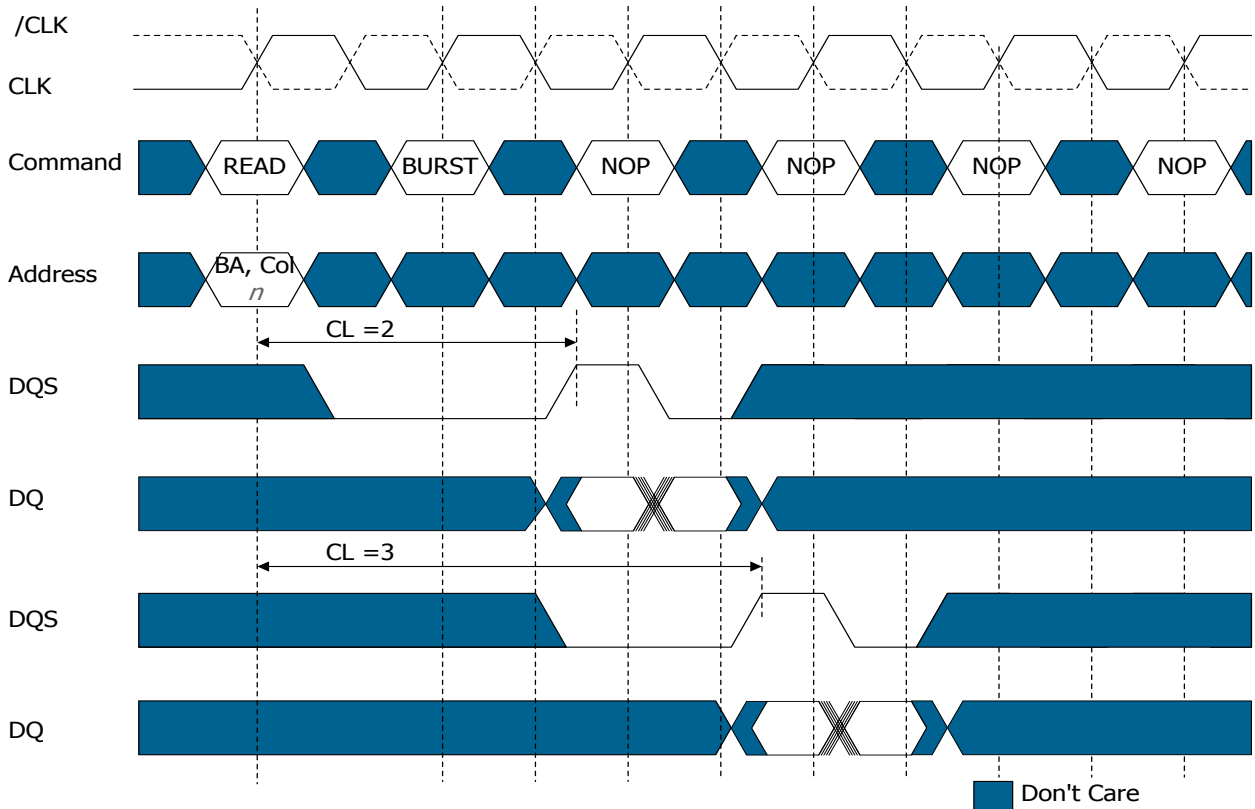 /CLK
CLK
Command READ BURST NOP NOP NOP NOP
Address BA, Col
n
CL =2
DQS
DQ
CL =3
DQS
DQ
Don't Care